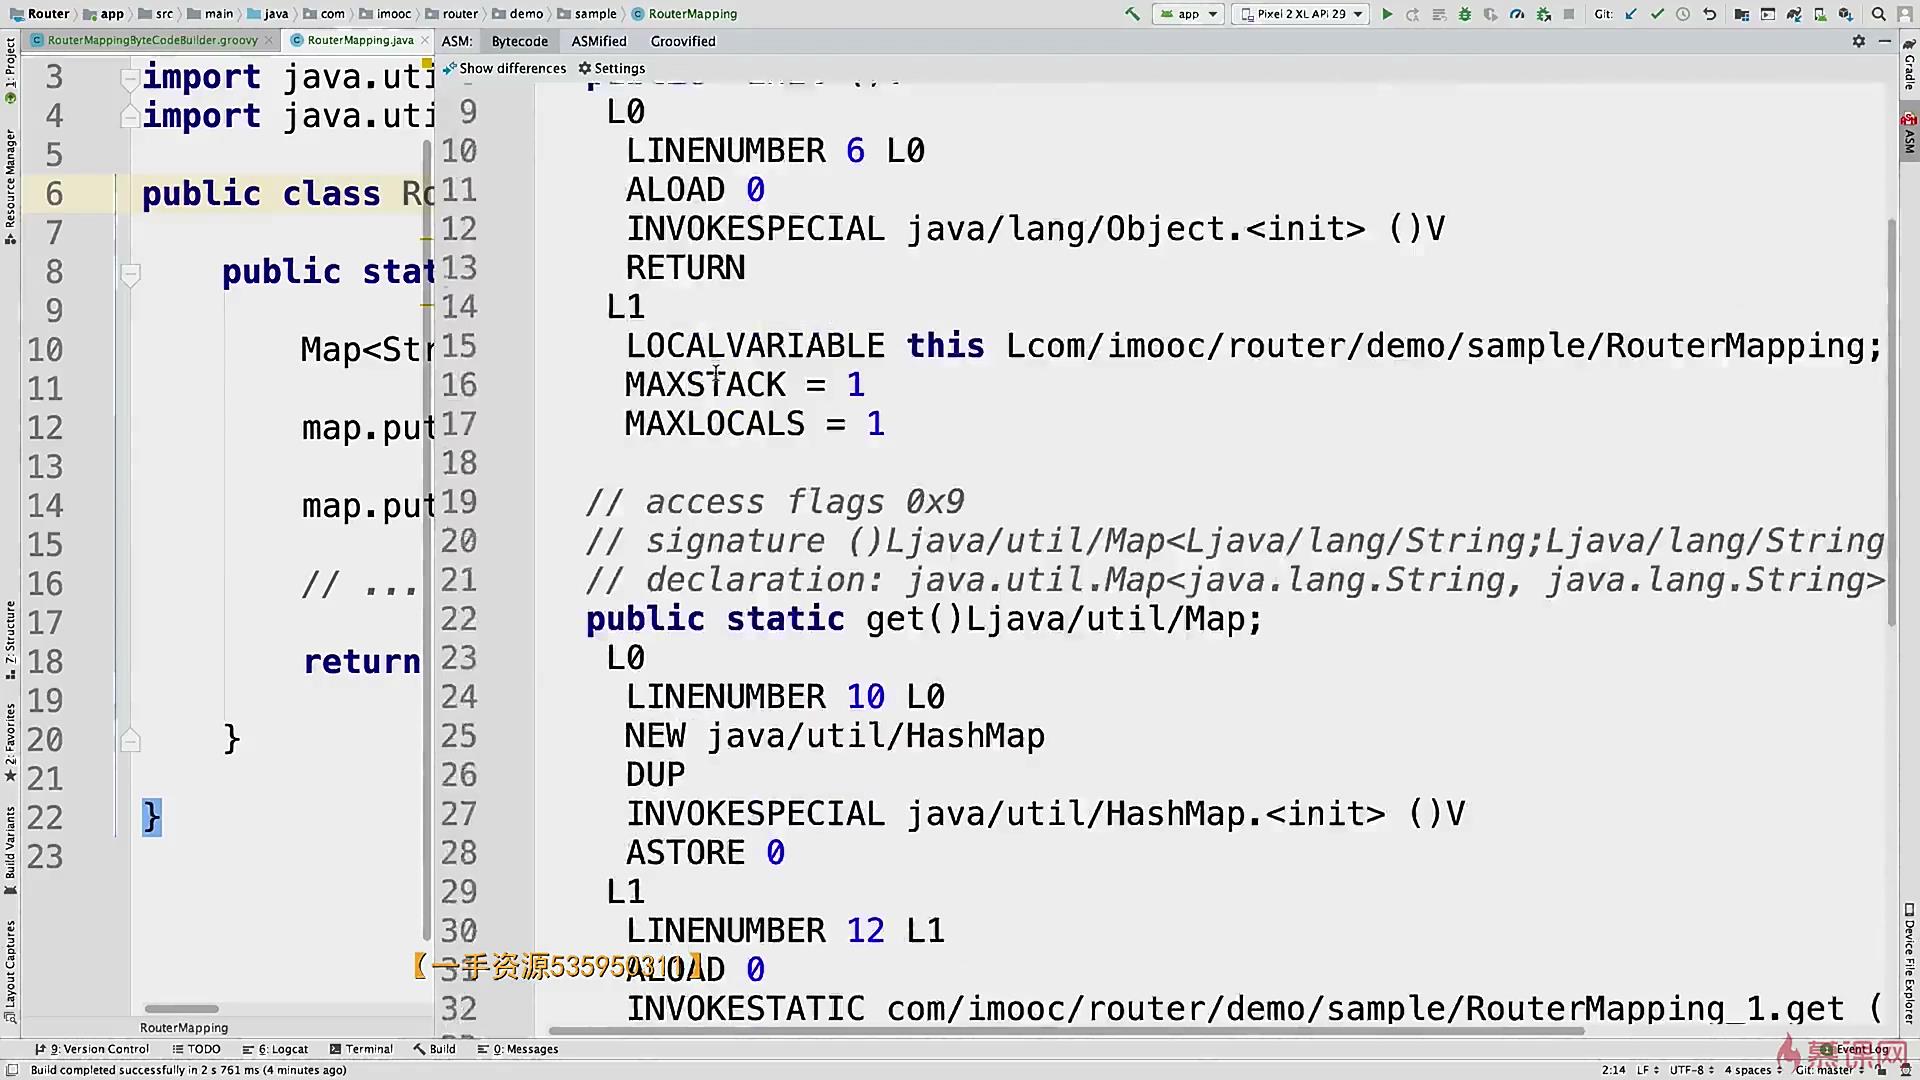 Router app src main java com imooc router demo sample RouterMapping
app Pixel 2 XL API 29 Git:
RouterMappingByteCodeBuilder.groovy RouterMapping.java
ASM: Bytecode ASMified Groovified
Show differences Settings
3 import java.uti
4 import java.uti
5
6 public class Ro
7
8 public stat
9
10 Map<Str
11
12 map.put
13
14 map.put
15
16 // ...
17
18 return
19
20 }
21
22 }
23
9 L0
10 LINENUMBER 6 L0
11 ALOAD 0
12 INVOKESPECIAL java/lang/Object.<init> ()V
13 RETURN
14 L1
15 LOCALVARIABLE this Lcom/imooc/router/demo/sample/RouterMapping;
16 MAXSTACK = 1
17 MAXLOCALS = 1
18
19 // access flags 0x9
20 // signature ()Ljava/util/Map<Ljava/lang/String;Ljava/lang/String
21 // declaration: java.util.Map<java.lang.String, java.lang.String>
22 public static get()Ljava/util/Map;
23 L0
24 LINENUMBER 10 L0
25 NEW java/util/HashMap
26 DUP
27 INVOKESPECIAL java/util/HashMap.<init> ()V
28 ASTORE 0
29 L1
30 LINENUMBER 12 L1
31 ALOAD 0
32 INVOKESTATIC com/imooc/router/demo/sample/RouterMapping_1.get (
【一手资源535950311】
RouterMapping
1: Project
Resource Manager
Z: Structure
2: Favorites
Build Variants
Layout Captures
Gradle
ASM
Device File Explorer
9: Version Control TODO 6: Logcat Terminal Build 0: Messages Event Log
慕课网
Build completed successfully in 2 s 761 ms (4 minutes ago) 2:14 LF UTF-8 4 spaces Git: master